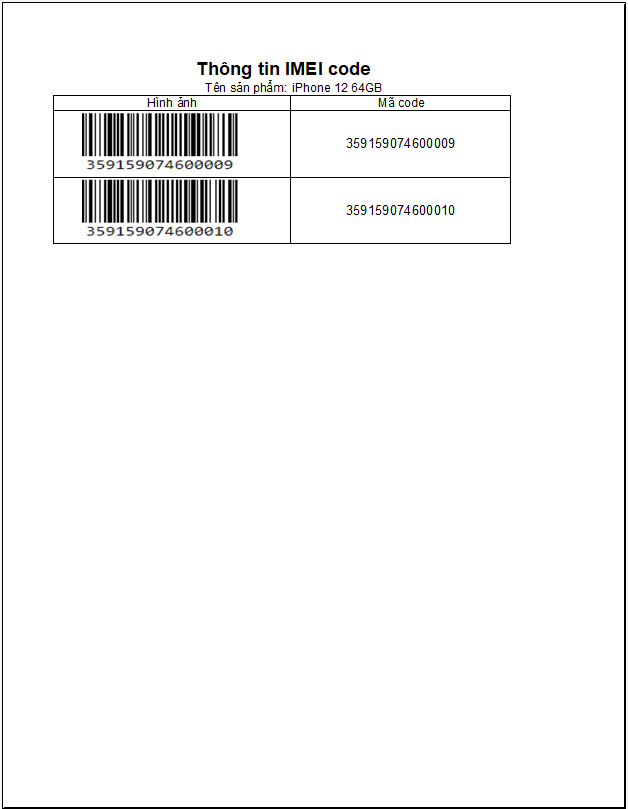 Thông tin IMEI code
Tên sản phẩm: iPhone 12 64GB
Hình ảnh
Mã code
359159074600009
359159074600009
359159074600010
359159074600010